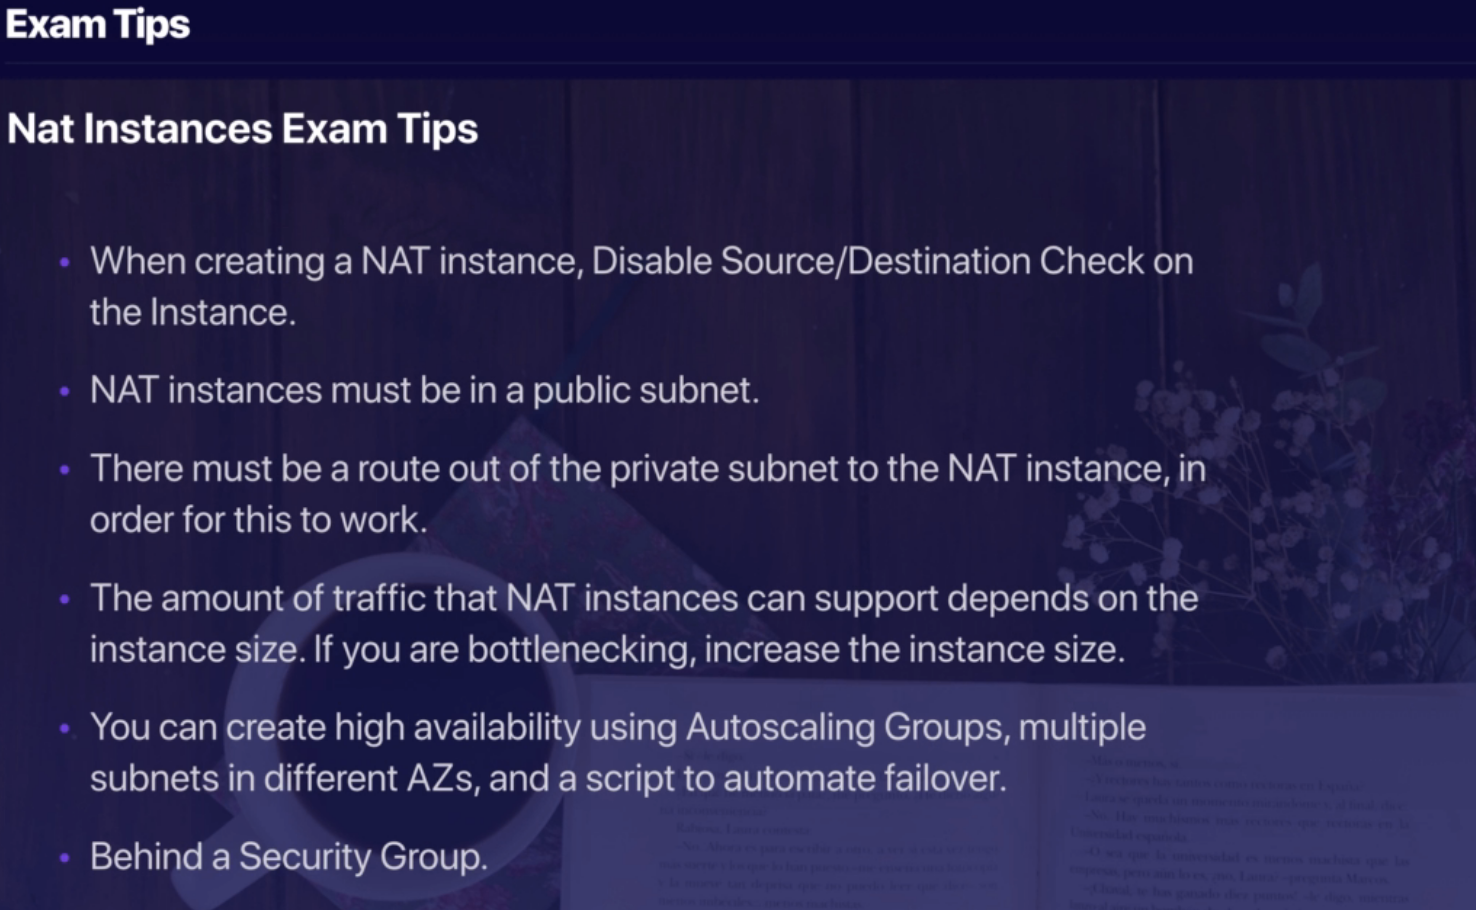 Exam Tips
Nat Instances Exam Tips
• When creating a NAT instance, Disable Source/Destination Check on
the Instance.
• NAT instances must be in a public subnet.
• There must be a route out of the private subnet to the NAT instance, in
order for this to work.
• The amount of traffic that NAT instances can support depends on the
instance size. If you are bottlenecking, increase the instance size.
• You can create high availability using Autoscaling Groups, multiple
subnets in different AZs, and a script to automate failover.
• Behind a Security Group.